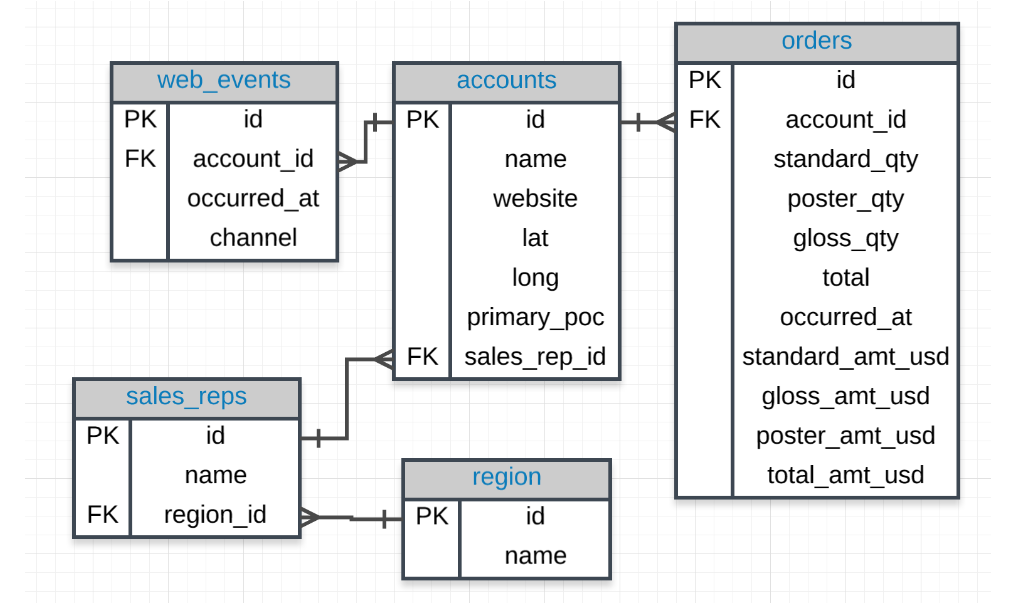 web_events
PK id
FK account_id
occurred_at
channel
accounts
PK id
name
website
lat
long
primary_poc
FK sales_rep_id
orders
PK id
FK account_id
standard_qty
poster_qty
gloss_qty
total
occurred_at
standard_amt_usd
gloss_amt_usd
poster_amt_usd
total_amt_usd
sales_reps
PK id
name
FK region_id
region
PK id
name